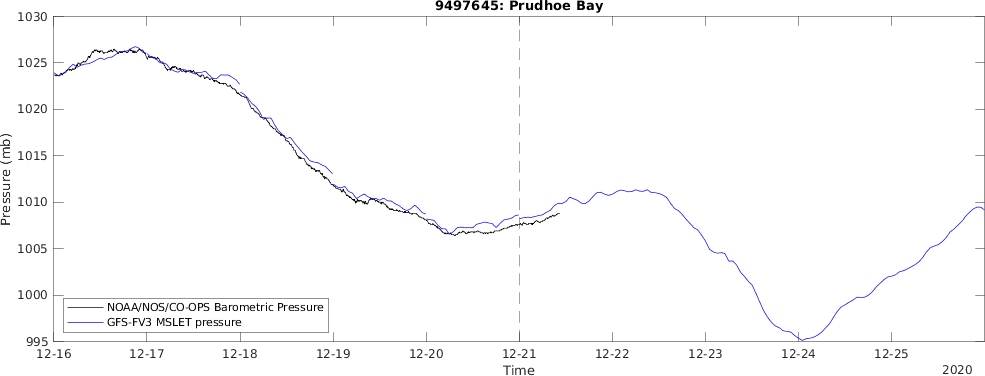 9497645: Prudhoe Bay
1030
1025
1020
1015
1010
1005
1000
995
Pressure (mb)
NOAA/NOS/CO-OPS Barometric Pressure
GFS-FV3 MSLET pressure
12-16 12-17 12-18 12-19 12-20 12-21 12-22 12-23 12-24 12-25
Time
2020